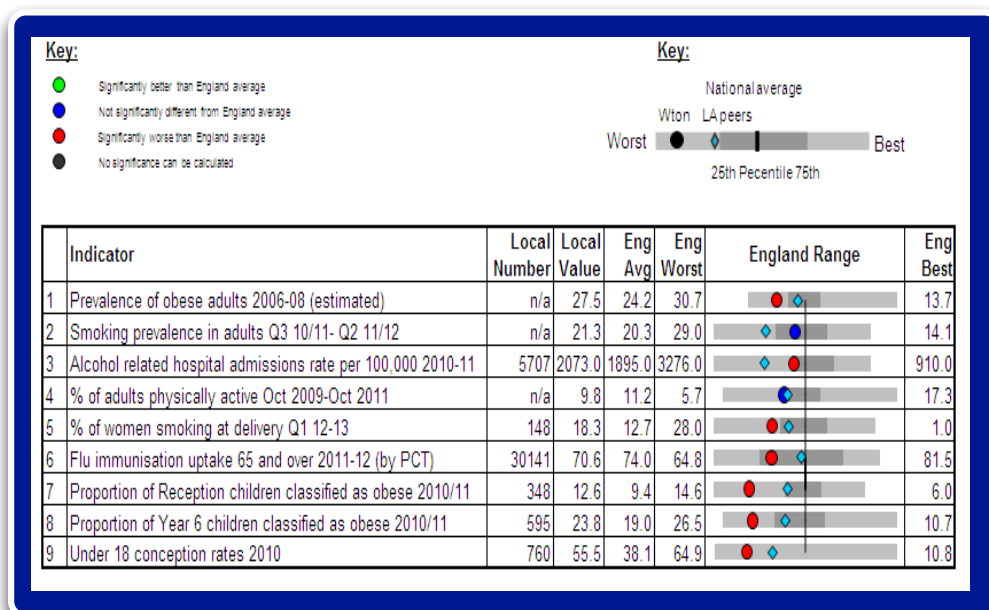 Key:
Significantly better than England average
Not significantly different from England average
Significantly worse than England average
No significance can be calculated
Key:
National average
Wton LA peers
Worst Best
25th Pecentile 75th
Indicator Local Number Local Value Eng Avg Eng Worst England Range Eng Best
1 Prevalence of obese adults 2006-08 (estimated) n/a 27.5 24.2 30.7 13.7
2 Smoking prevalence in adults Q3 10/11- Q2 11/12 n/a 21.3 20.3 29.0 14.1
3 Alcohol related hospital admissions rate per 100,000 2010-11 5707 2073.0 1895.0 3276.0 910.0
4 % of adults physically active Oct 2009-Oct 2011 n/a 9.8 11.2 5.7 17.3
5 % of women smoking at delivery Q1 12-13 148 18.3 12.7 28.0 1.0
6 Flu immunisation uptake 65 and over 2011-12 (by PCT) 30141 70.6 74.0 64.8 81.5
7 Proportion of Reception children classified as obese 2010/11 348 12.6 9.4 14.6 6.0
8 Proportion of Year 6 children classified as obese 2010/11 595 23.8 19.0 26.5 10.7
9 Under 18 conception rates 2010 760 55.5 38.1 64.9 10.8